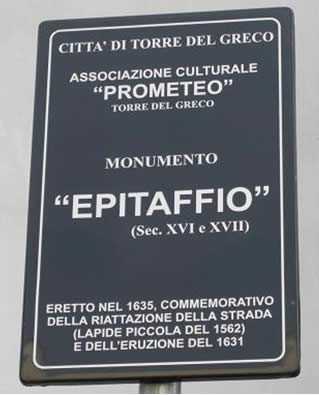 CITTA' DI TORRE DEL GRECO
ASSOCIAZIONE CULTURALE
"PROMETEO"
TORRE DEL GRECO
MONUMENTO
"EPITAFFIO"
(Sec. XVI e XVII)
ERETTO NEL 1635, COMMEMORATIVO
DELLA RIATTAZIONE DELLA STRADA
(LAPIDE PICCOLA DEL 1562)
E DELL'ERUZIONE DEL 1631